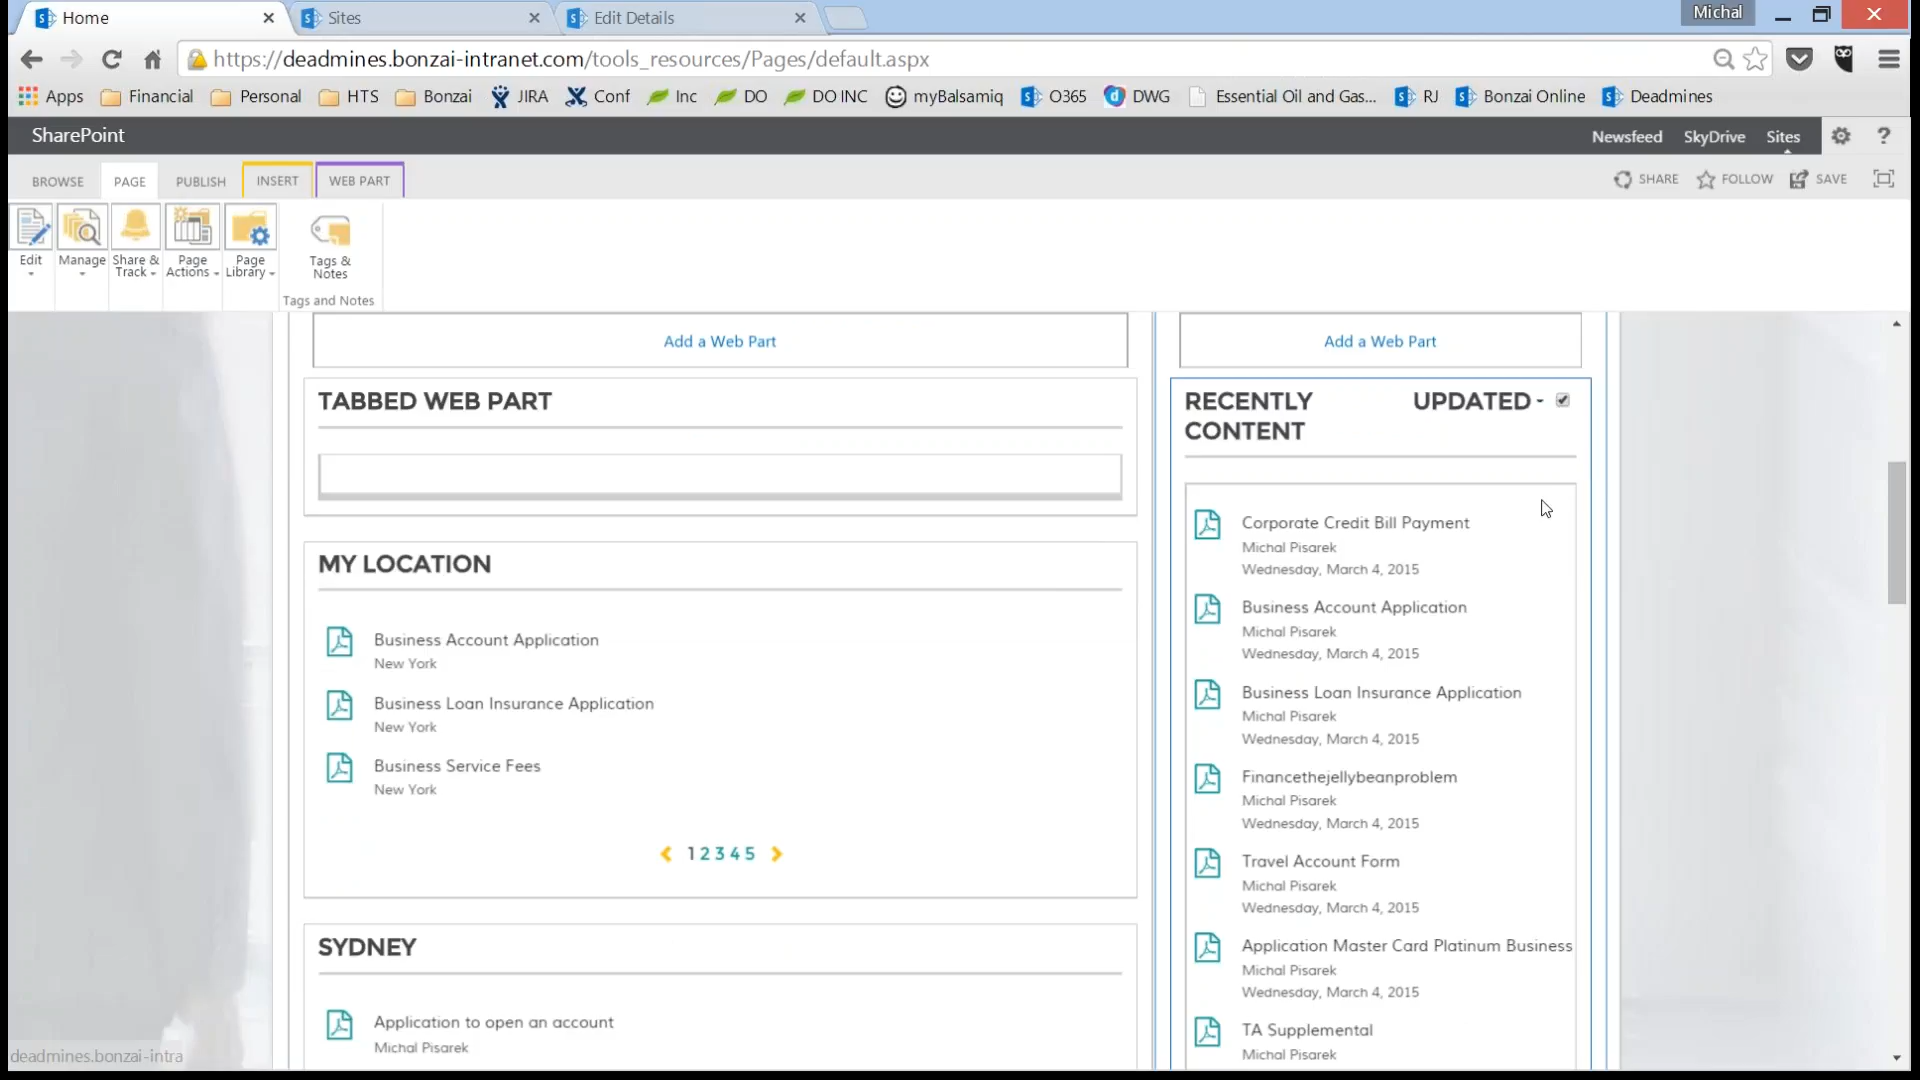 Home
Sites
Edit Details
Michal
https://deadmines.bonzai-intranet.com/tools_resources/Pages/default.aspx
Apps Financial Personal HTS Bonzai JIRA Conf Inc DO DO INC myBalsamiq O365 DWG Essential Oil and Gas... RJ Bonzai Online Deadmines
SharePoint
Newsfeed SkyDrive Sites ?
BROWSE PAGE PUBLISH INSERT WEB PART
SHARE FOLLOW SAVE
Edit
Manage
Share &
Track
Page
Actions
Page
Library
Tags &
Notes
Tags and Notes
Add a Web Part
TABBED WEB PART
MY LOCATION
Business Account Application
New York
Business Loan Insurance Application
New York
Business Service Fees
New York
1 2 3 4 5
SYDNEY
Application to open an account
Michal Pisarek
Add a Web Part
RECENTLY UPDATED
CONTENT
Corporate Credit Bill Payment
Michal Pisarek
Wednesday, March 4, 2015
Business Account Application
Michal Pisarek
Wednesday, March 4, 2015
Business Loan Insurance Application
Michal Pisarek
Wednesday, March 4, 2015
Financethejellybeanproblem
Michal Pisarek
Wednesday, March 4, 2015
Travel Account Form
Michal Pisarek
Wednesday, March 4, 2015
Application Master Card Platinum Business
Michal Pisarek
Wednesday, March 4, 2015
TA Supplemental
Michal Pisarek
deadmines.bonzai-intra